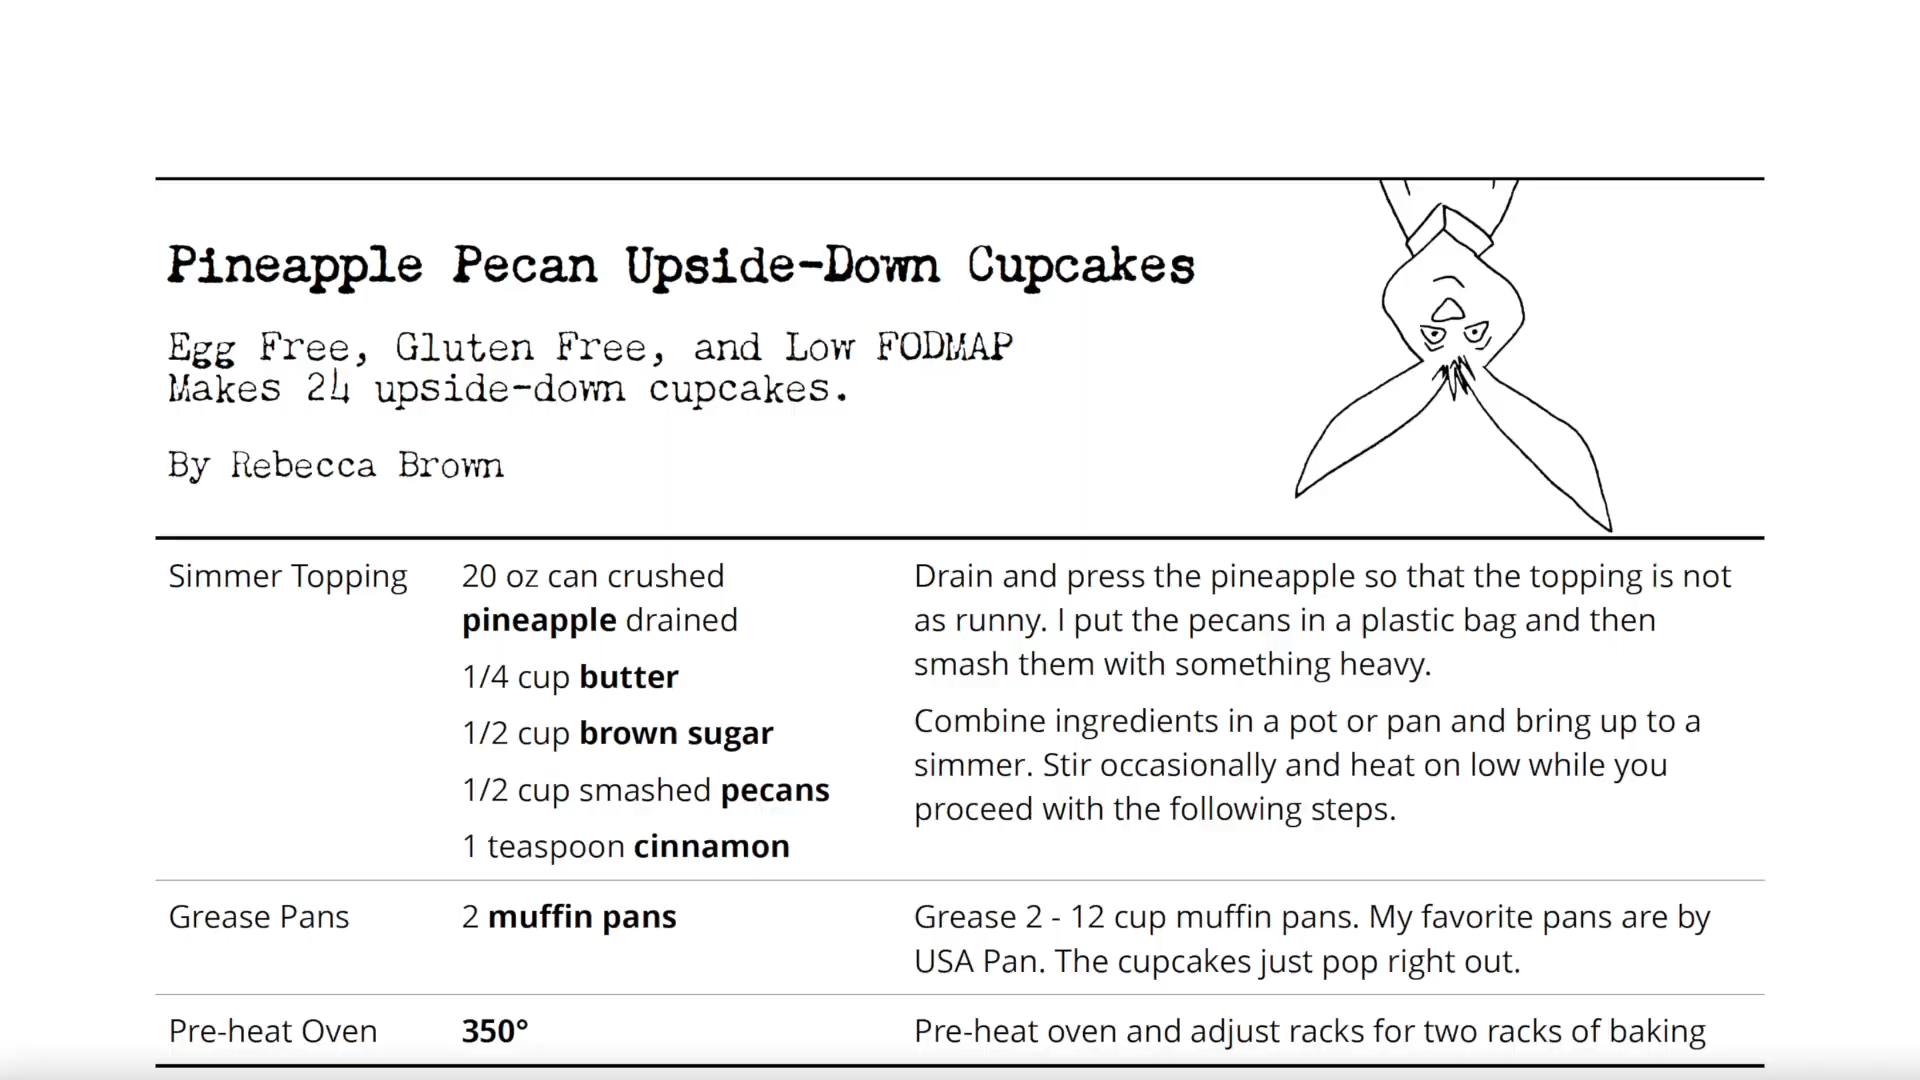 Pineapple Pecan Upside-Down Cupcakes
Egg Free, Gluten Free, and Low FODMAP
Makes 24 upside-down cupcakes.
By Rebecca Brown
Simmer Topping
20 oz can crushed
pineapple drained
1/4 cup butter
1/2 cup brown sugar
1/2 cup smashed pecans
1 teaspoon cinnamon
Drain and press the pineapple so that the topping is not
as runny. I put the pecans in a plastic bag and then
smash them with something heavy.
Combine ingredients in a pot or pan and bring up to a
simmer. Stir occasionally and heat on low while you
proceed with the following steps.
Grease Pans
2 muffin pans
Grease 2 - 12 cup muffin pans. My favorite pans are by
USA Pan. The cupcakes just pop right out.
Pre-heat Oven
350°
Pre-heat oven and adjust racks for two racks of baking